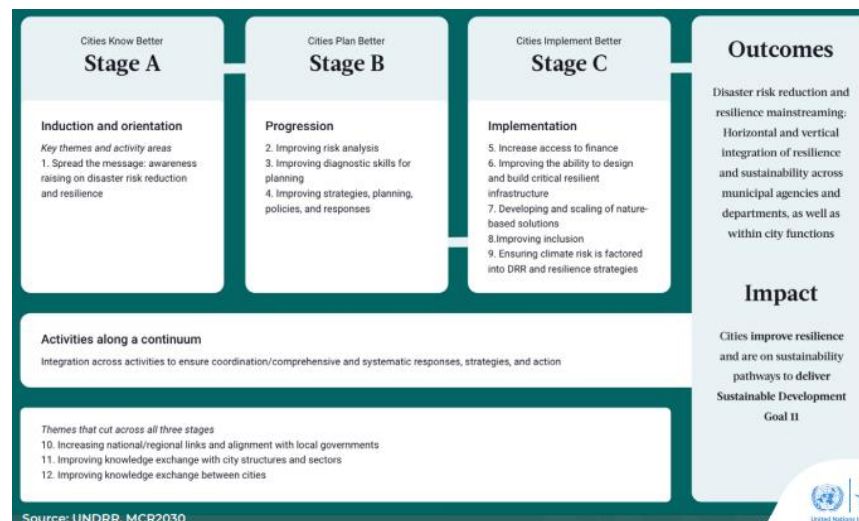 Cities Know Better
Stage A
Induction and orientation
Key themes and activity areas
1. Spread the message: awareness
raising on disaster risk reduction
and resilience
Cities Plan Better
Stage B
Progression
2. Improving risk analysis
3. Improving diagnostic skills for
planning
4. Improving strategies, planning,
policies, and responses
Cities Implement Better
Stage C
Implementation
5. Increase access to finance
6. Improving the ability to design
and build critical resilient
infrastructure
7. Developing and scaling of nature-
based solutions
8.Improving inclusion
9. Ensuring climate risk is factored
into DRR and resilience strategies
Outcomes
Disaster risk reduction and
resilience mainstreaming:
Horizontal and vertical
integration of resilience
and sustainability across
municipal agencies and
departments, as well as
within city functions
Impact
Cities improve resilience
and are on sustainability
pathways to deliver
Sustainable Development
Goal 11
Activities along a continuum
Integration across activities to ensure coordination/comprehensive and systematic responses, strategies, and action
Themes that cut across all three stages
10. Increasing national/regional links and alignment with local governments
11. Improving knowledge exchange with city structures and sectors
12. Improving knowledge exchange between cities
Source: UNDRR, MCR2030
United Nations